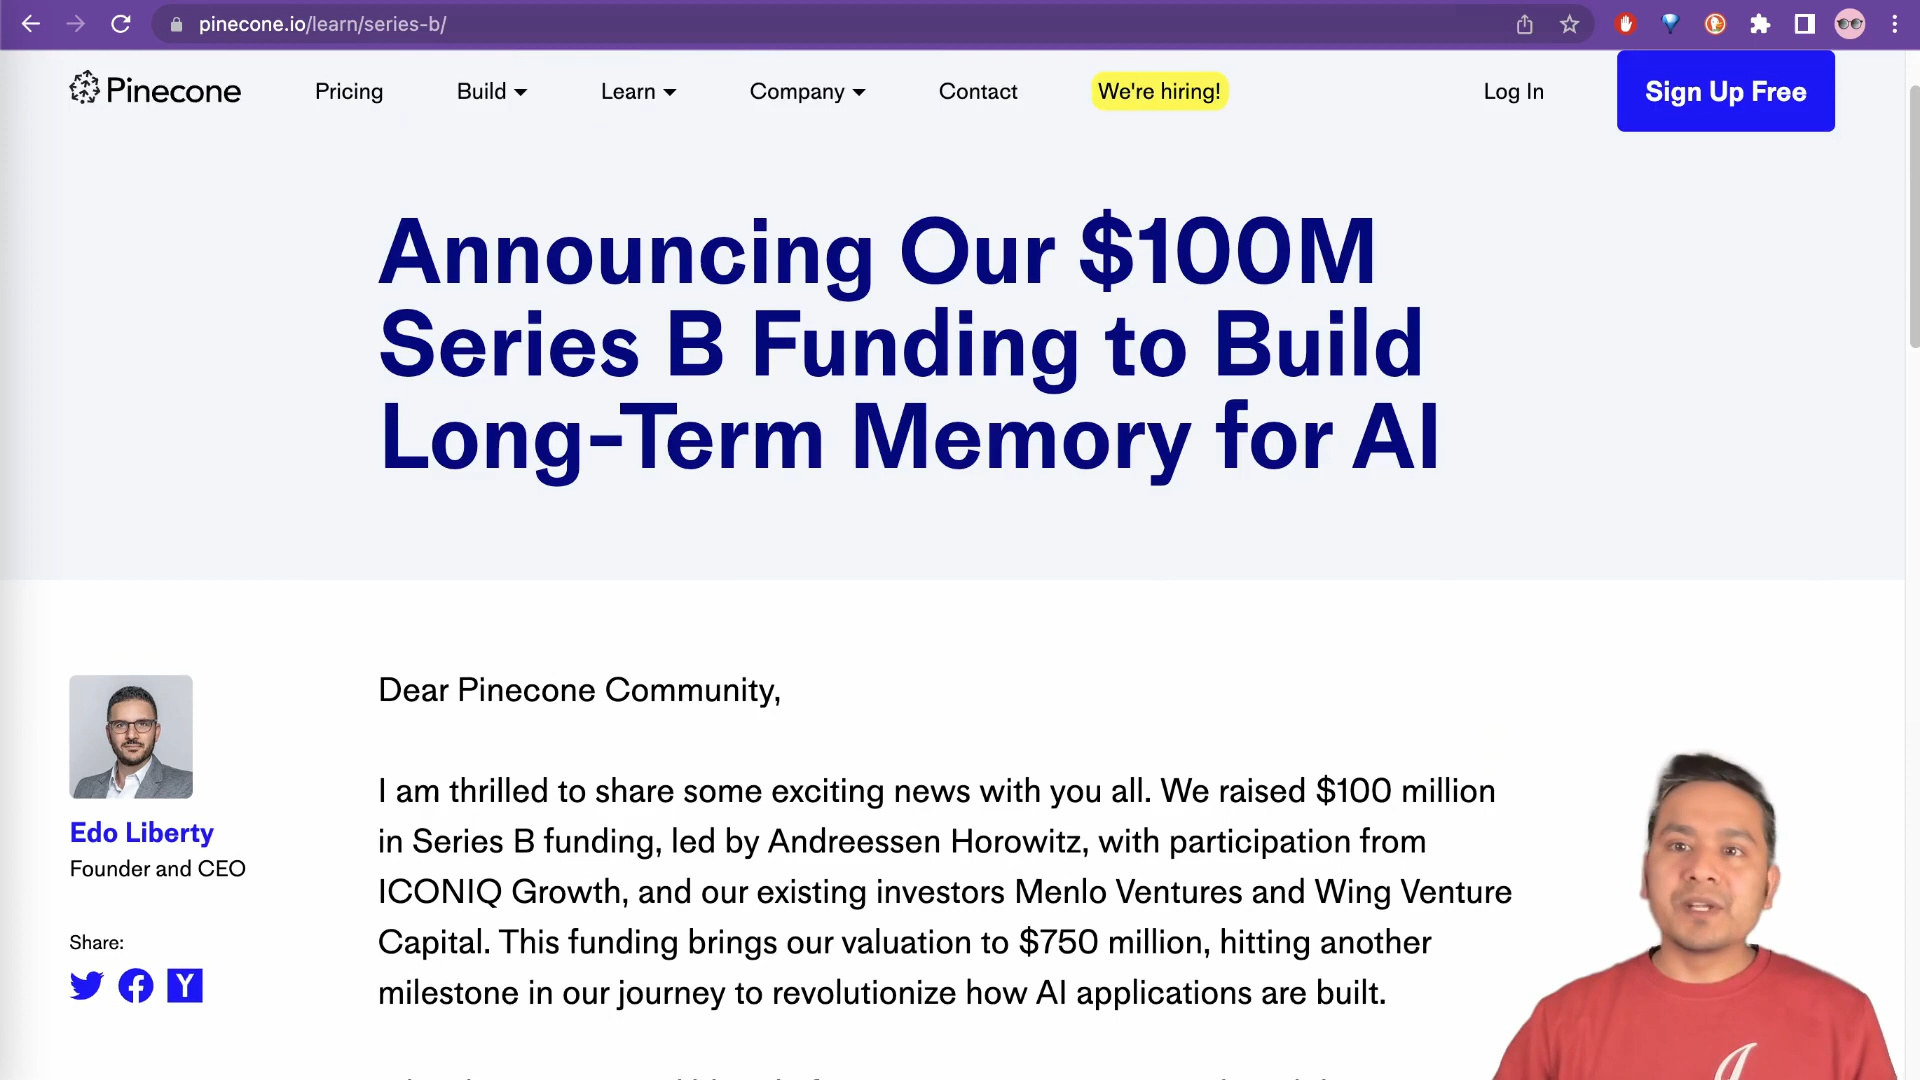 pinecone.io/learn/series-b/
Pinecone
Pricing
Build
Learn
Company
Contact
We're hiring!
Log In
Sign Up Free
Announcing Our $100M
Series B Funding to Build
Long-Term Memory for AI
Edo Liberty
Founder and CEO
Share:
Y
Dear Pinecone Community,
I am thrilled to share some exciting news with you all. We raised $100 million
in Series B funding, led by Andreessen Horowitz, with participation from
ICONIQ Growth, and our existing investors Menlo Ventures and Wing Venture
Capital. This funding brings our valuation to $750 million, hitting another
milestone in our journey to revolutionize how AI applications are built.